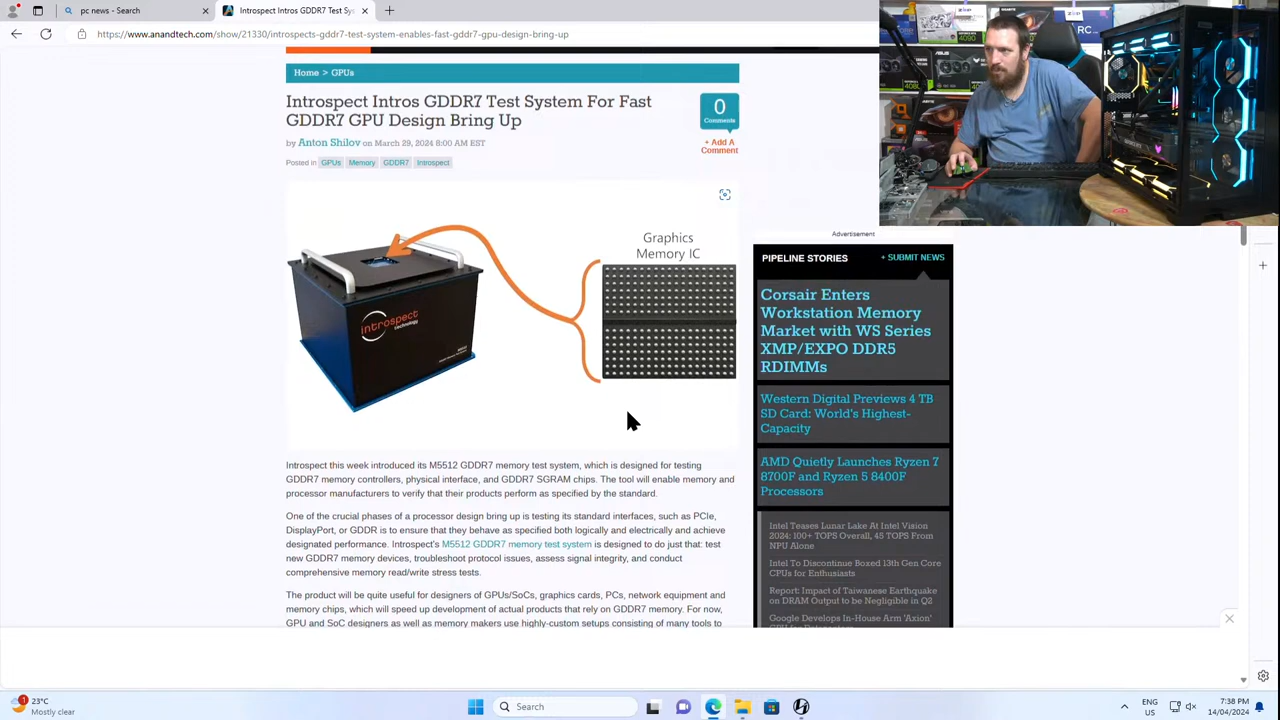 pc news - Search
Introspect Intros GDDR7 Test Sys
https://www.anandtech.com
introspects-gddr7-test-system-enables-fast-gddr7-gpu-design-bring-up
Home > GPUs
Introspect Intros GDDR7 Test System For Fast
GDDR7 GPU Design Bring Up
0
Comments
+ Add A
Comment
by Anton Shilov on March 29, 2024 8:00 AM EST
Posted in GPUs Memory GDDR7 Introspect
Graphics
Memory IC
introspect
technology
Introspect this week introduced its M5512 GDDR7 memory test system, which is designed for testing
GDDR7 memory controllers, physical interface, and GDDR7 SGRAM chips. The tool will enable memory and
processor manufacturers to verify that their products perform as specified by the standard.
One of the crucial phases of a processor design bring up is testing its standard interfaces, such as PCIe,
DisplayPort, or GDDR is to ensure that they behave as specified both logically and electrically and achieve
designated performance. Introspect's M5512 GDDR7 memory test system is designed to do just that: test
new GDDR7 memory devices, troubleshoot protocol issues, assess signal integrity, and conduct
comprehensive memory read/write stress tests.
The product will be quite useful for designers of GPUs/SoCs, graphics cards, PCs, network equipment and
memory chips, which will speed up development of actual products that rely on GDDR7 memory. For now,
GPU and SoC designers as well as memory makers use highly-custom setups consisting of many tools to
Advertisement
PIPELINE STORIES
+ SUBMIT NEWS
Corsair Enters
Workstation Memory
Market with WS Series
XMP/EXPO DDR5
RDIMMs
Western Digital Previews 4 TB
SD Card: World's Highest-
Capacity
AMD Quietly Launches Ryzen 7
8700F and Ryzen 5 8400F
Processors
Intel Teases Lunar Lake At Intel Vision
2024: 100+ TOPS Overall, 45 TOPS From
NPU Alone
Intel To Discontinue Boxed 13th Gen Core
CPUs for Enthusiasts
Report: Impact of Taiwanese Earthquake
on DRAM Output to be Negligible in Q2
Google Develops In-House Arm 'Axion'
4090
ASUS
RC
1
23°C
Mostly clear
Search
ENG
US
7:38 PM
14/04/2024